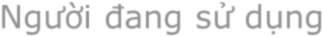 Người đang sử dụng